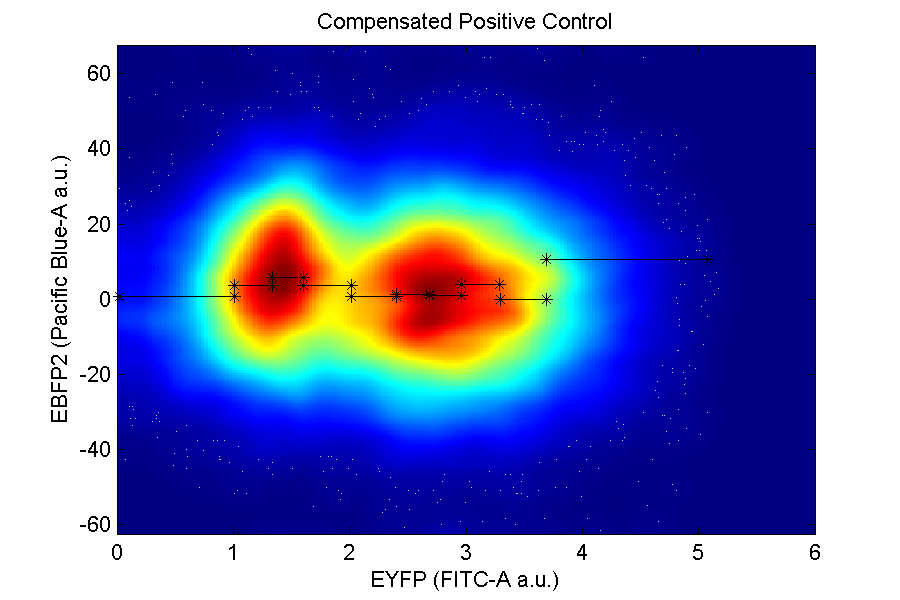 Compensated Positive Control
60
40
20
0
-20
-40
-60
EBFP2 (Pacific Blue-A a.u.)
0 1 2 3 4 5 6
EYFP (FITC-A a.u.)